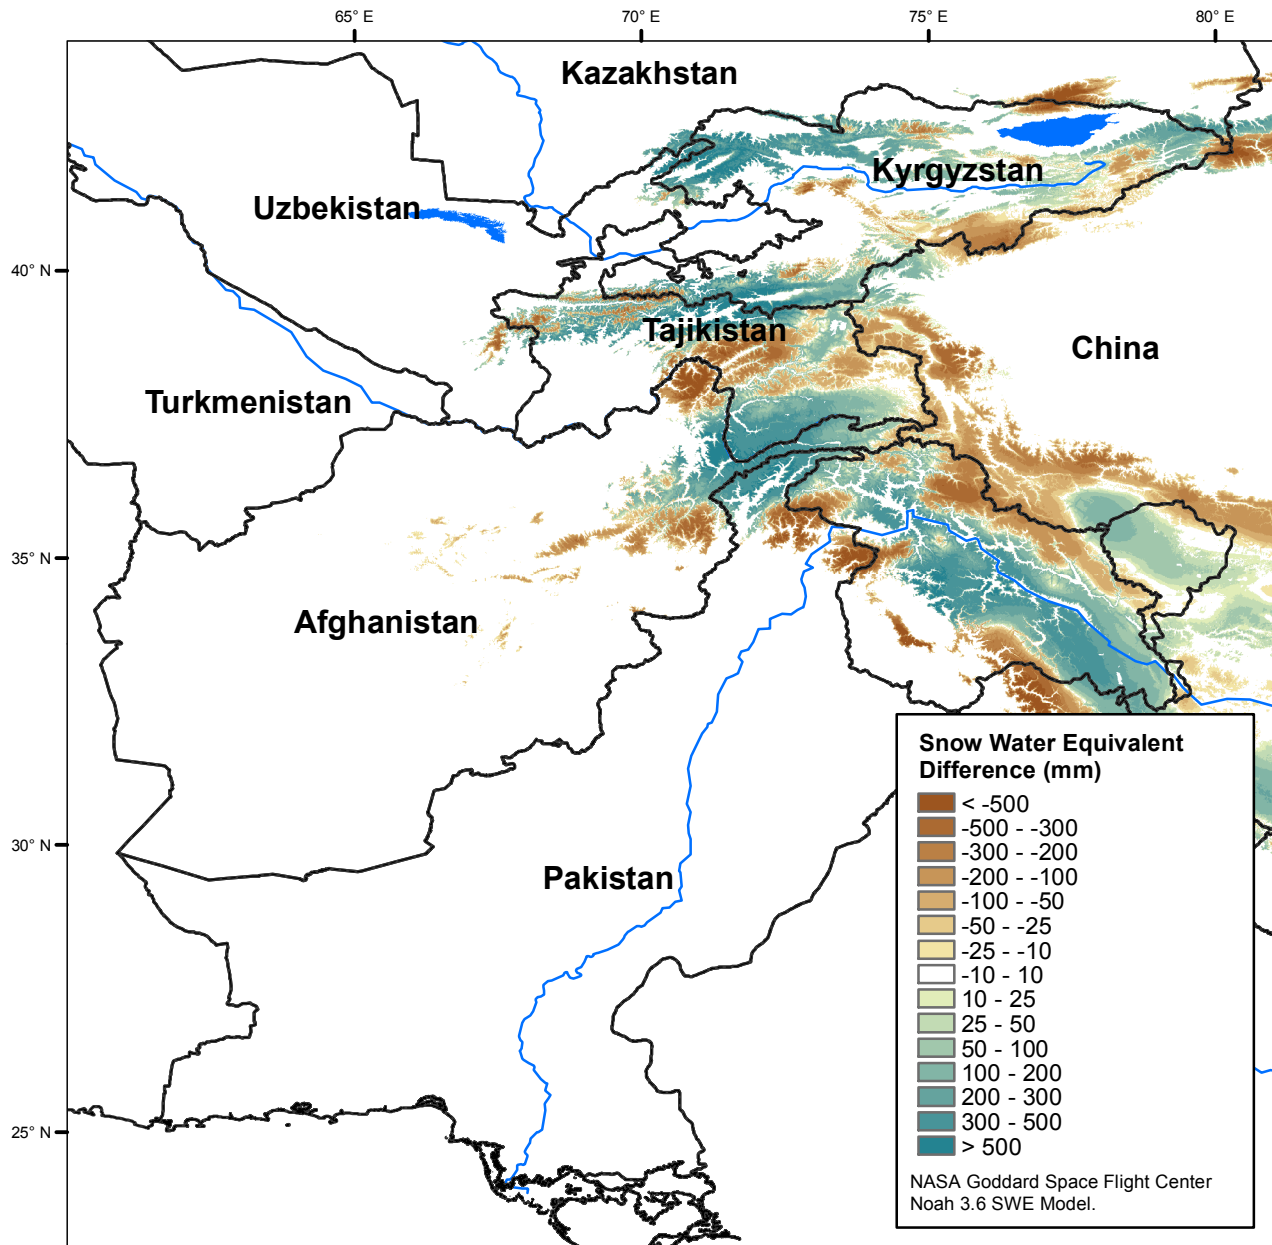 65° E
70° E
75° E
80° E
Kazakhstan
Kyrgyzstan
Uzbekistan
40° N
Tajikistan
China
Turkmenistan
35° N
Afghanistan
30° N
Pakistan
25° N
Snow Water Equivalent
Difference (mm)
< -500
-500 - -300
-300 - -200
-200 - -100
-100 - -50
-50 - -25
-25 - -10
-10 - 10
10 - 25
25 - 50
50 - 100
100 - 200
200 - 300
300 - 500
> 500
NASA Goddard Space Flight Center
Noah 3.6 SWE Model.